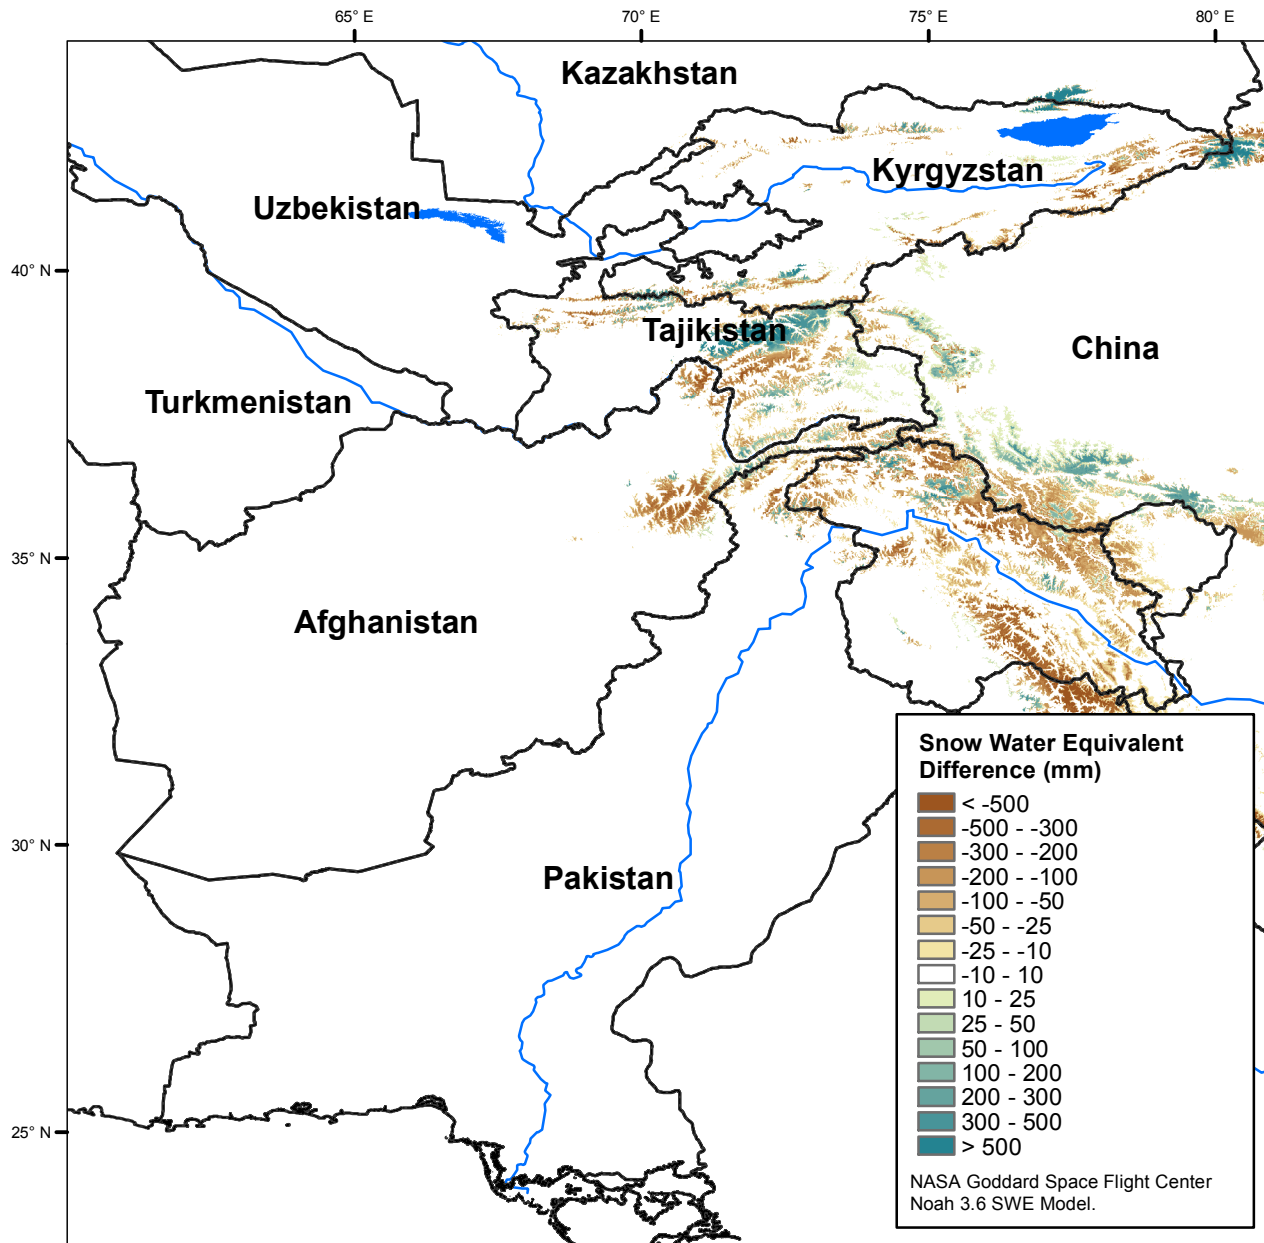 65° E
70° E
75° E
80° E
Kazakhstan
Kyrgyzstan
Uzbekistan
40° N
Tajikistan
China
Turkmenistan
35° N
Afghanistan
Snow Water Equivalent
Difference (mm)
< -500
-500 - -300
-300 - -200
-200 - -100
-100 - -50
-50 - -25
-25 - -10
-10 - 10
10 - 25
25 - 50
50 - 100
100 - 200
200 - 300
300 - 500
> 500
NASA Goddard Space Flight Center
Noah 3.6 SWE Model.
30° N
Pakistan
25° N